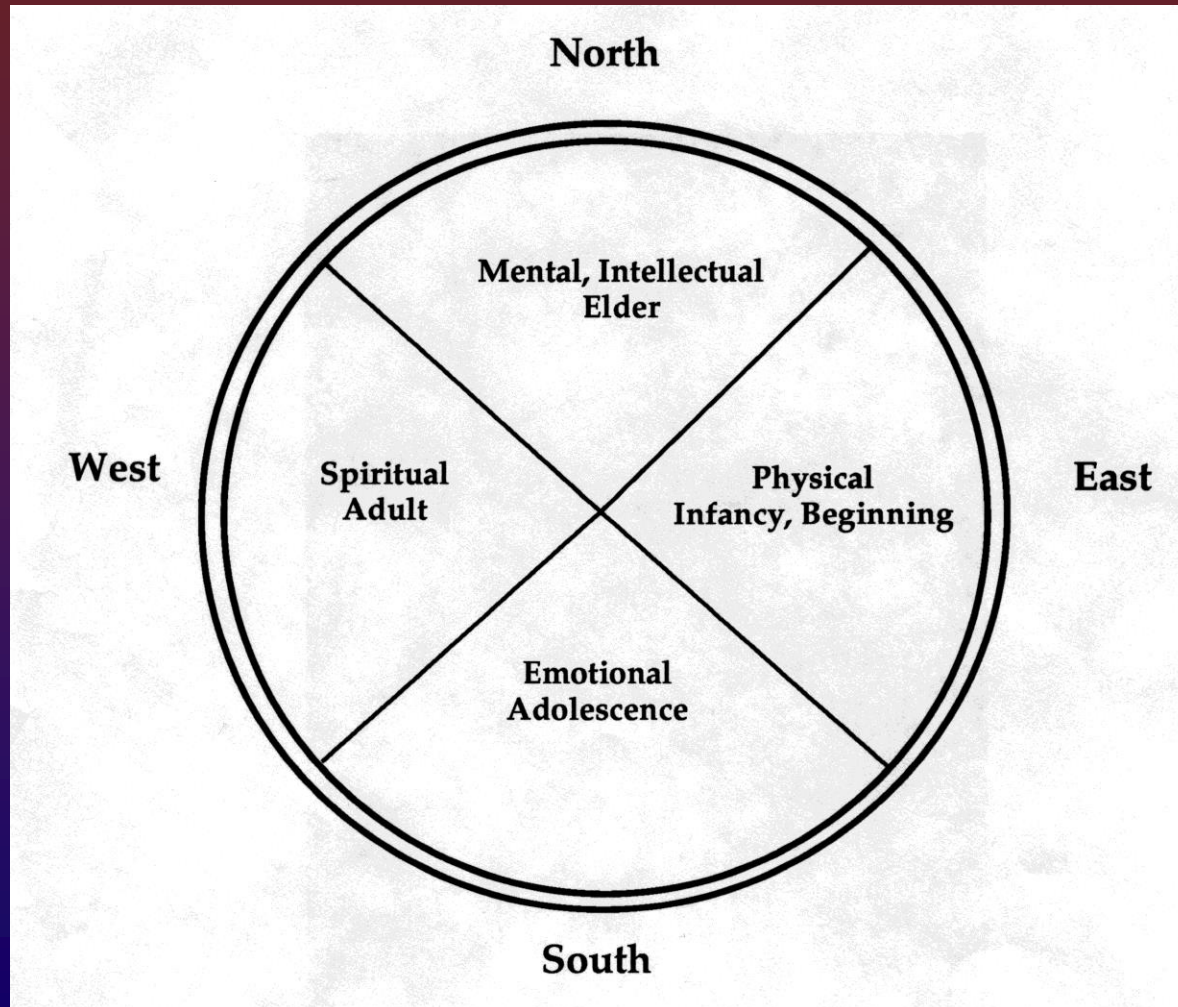 North
Mental, Intellectual
Elder
West
Spiritual
Adult
Physical
Infancy, Beginning
East
Emotional
Adolescence
South